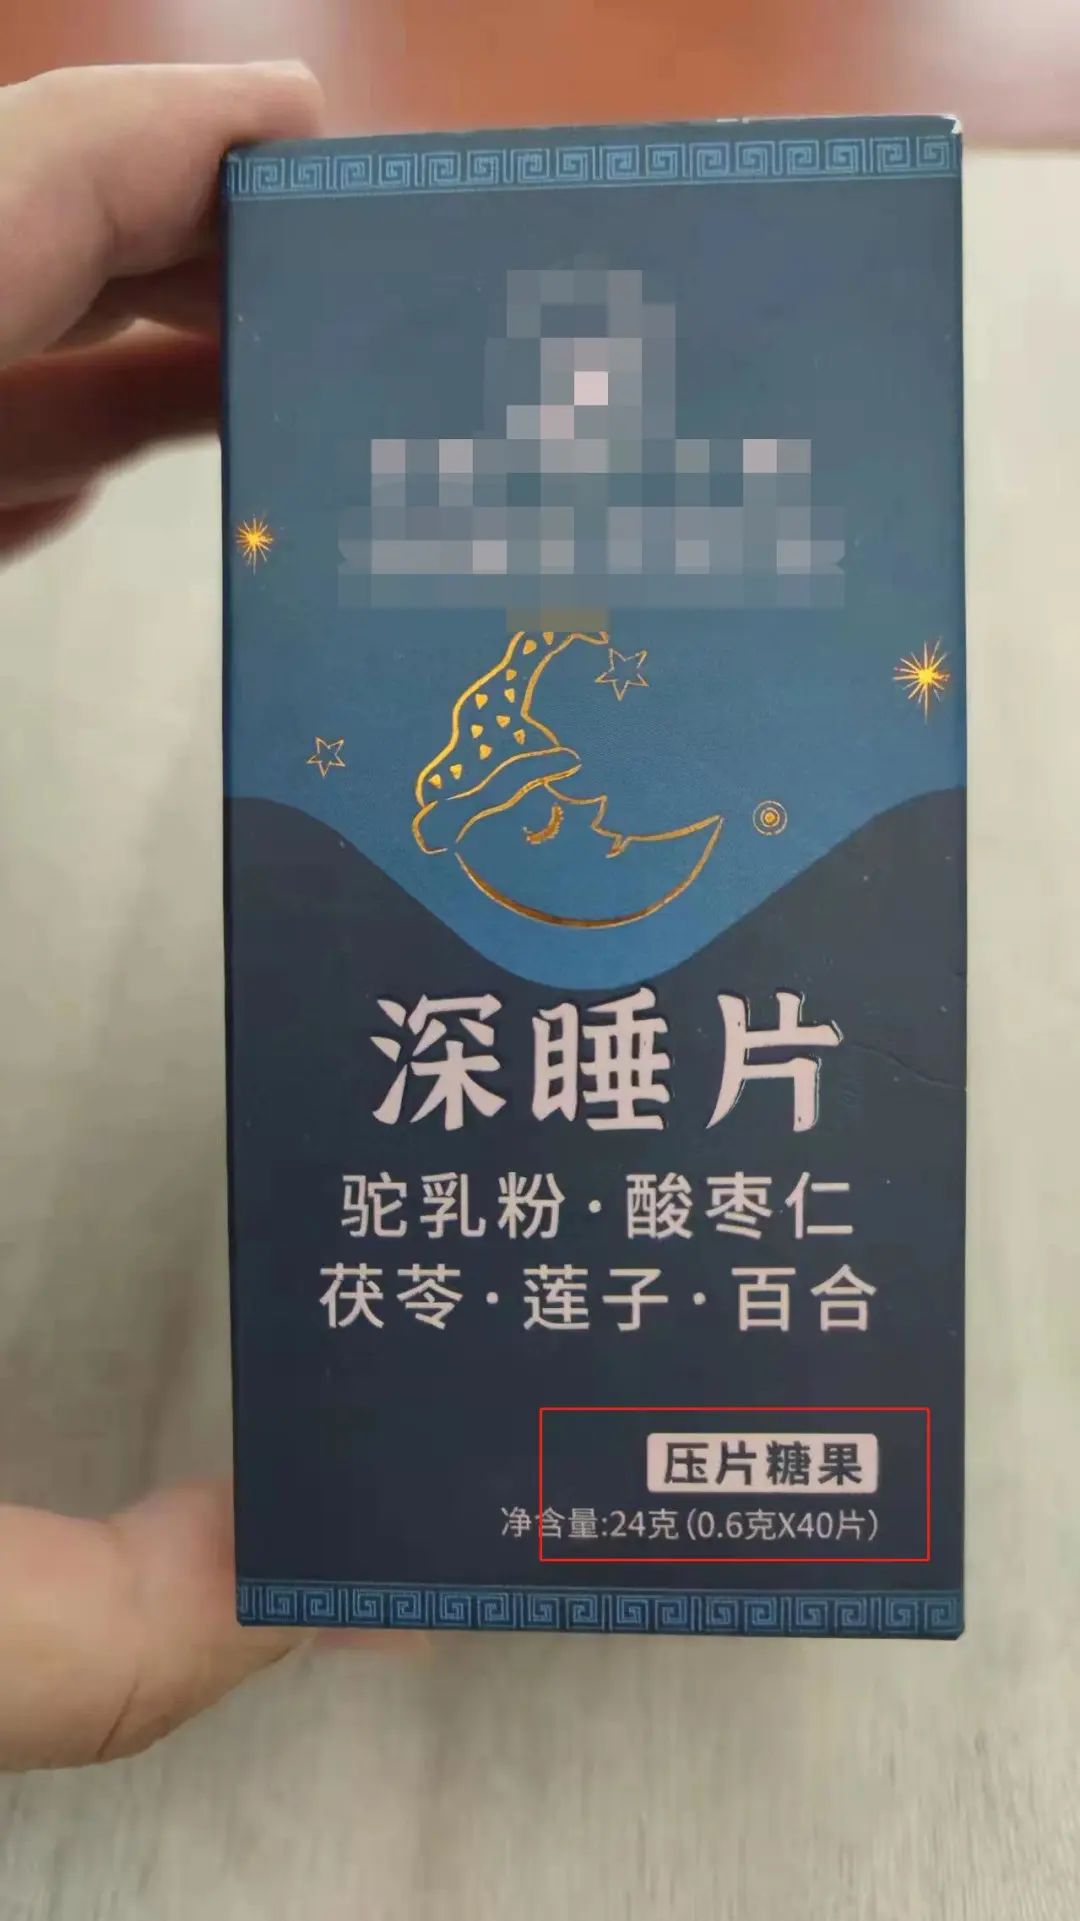 深睡片
驼乳粉·酸枣仁
茯苓·莲子·百合
压片糖果
净含量:24克(0.6克X40片)